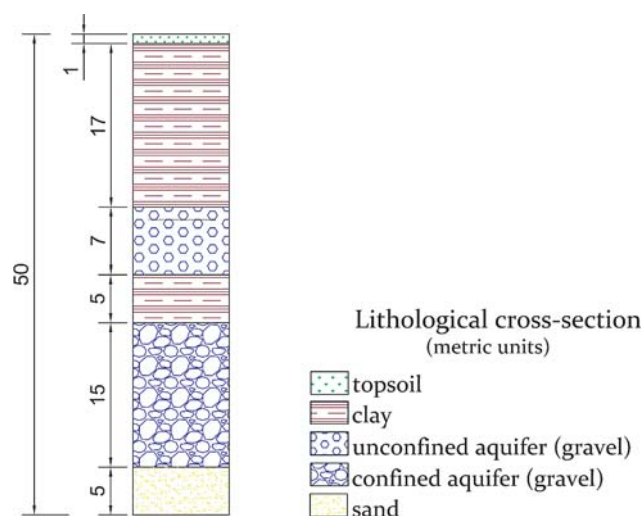 50
1
17
7
5
15
5
Lithological cross-section
(metric units)
topsoil
clay
unconfined aquifer (gravel)
confined aquifer (gravel)
sand